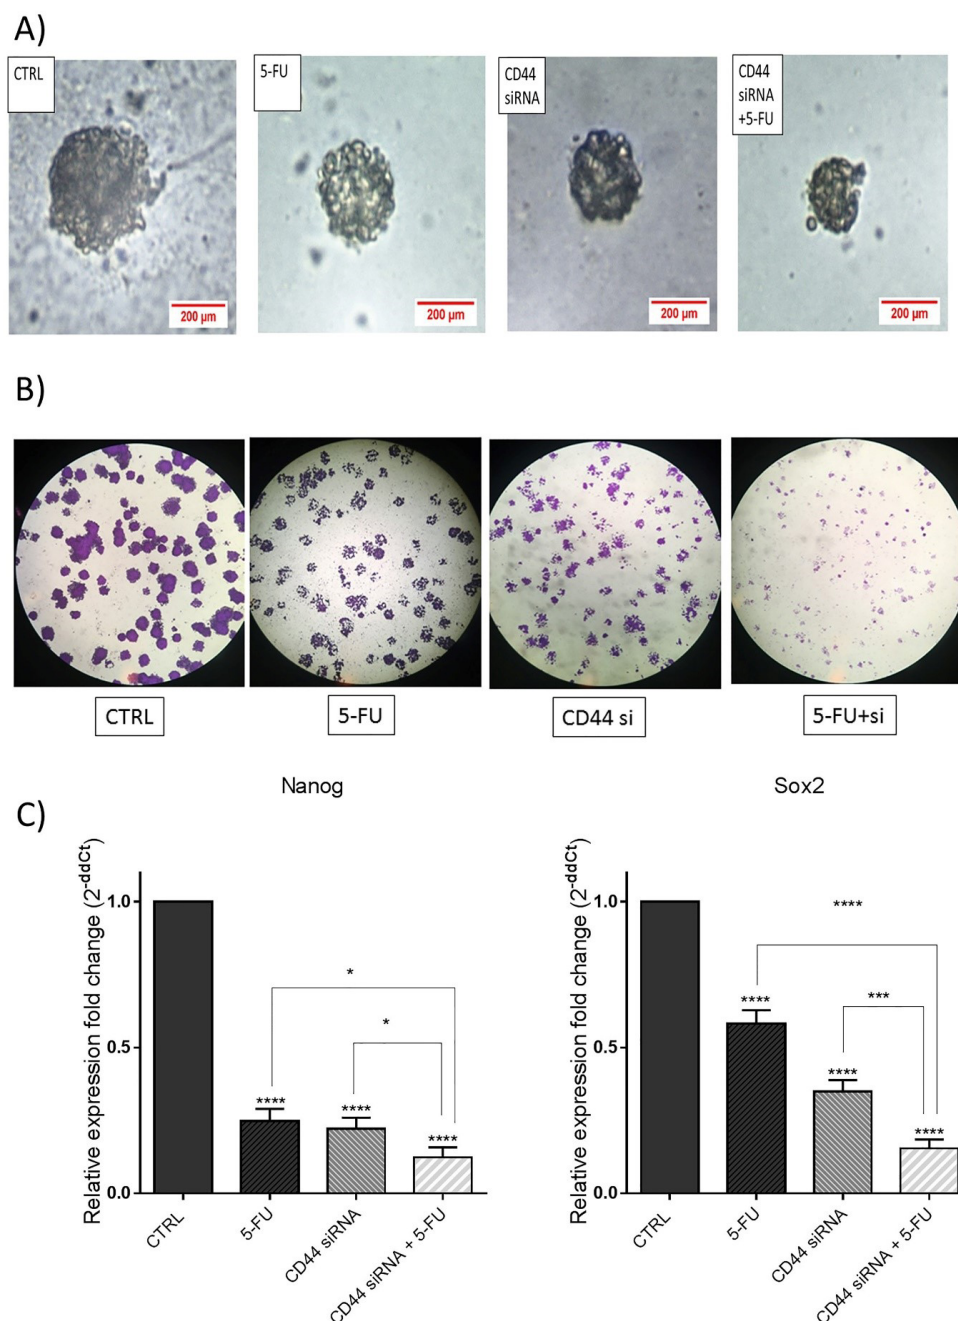 A)
CTRL
5-FU
CD44
siRNA
CD44
siRNA
+5-FU
200 µm
200 µm
200 µm
200 µm
B)
CTRL
5-FU
CD44 si
5-FU+si
Nanog
Sox2
C)
Relative expression fold change (2-ddCt)
1.0
0.5
0.0
****
****
****
*
*
CTRL
5-FU
CD44 siRNA
CD44 siRNA + 5-FU
Relative expression fold change (2-ddCt)
1.0
0.5
0.0
****
****
****
***
****
CTRL
5-FU
CD44 siRNA
CD44 siRNA + 5-FU